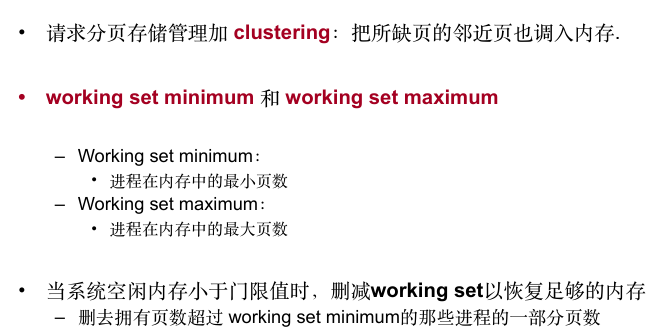 • 请求分页存储管理加 clustering：把所缺页的邻近页也调入内存.
• working set minimum 和 working set maximum
– Working set minimum：
• 进程在内存中的最小页数
– Working set maximum：
• 进程在内存中的最大页数
• 当系统空闲内存小于门限值时，删减working set以恢复足够的内存
– 删去拥有页数超过 working set minimum的那些进程的一部分页数